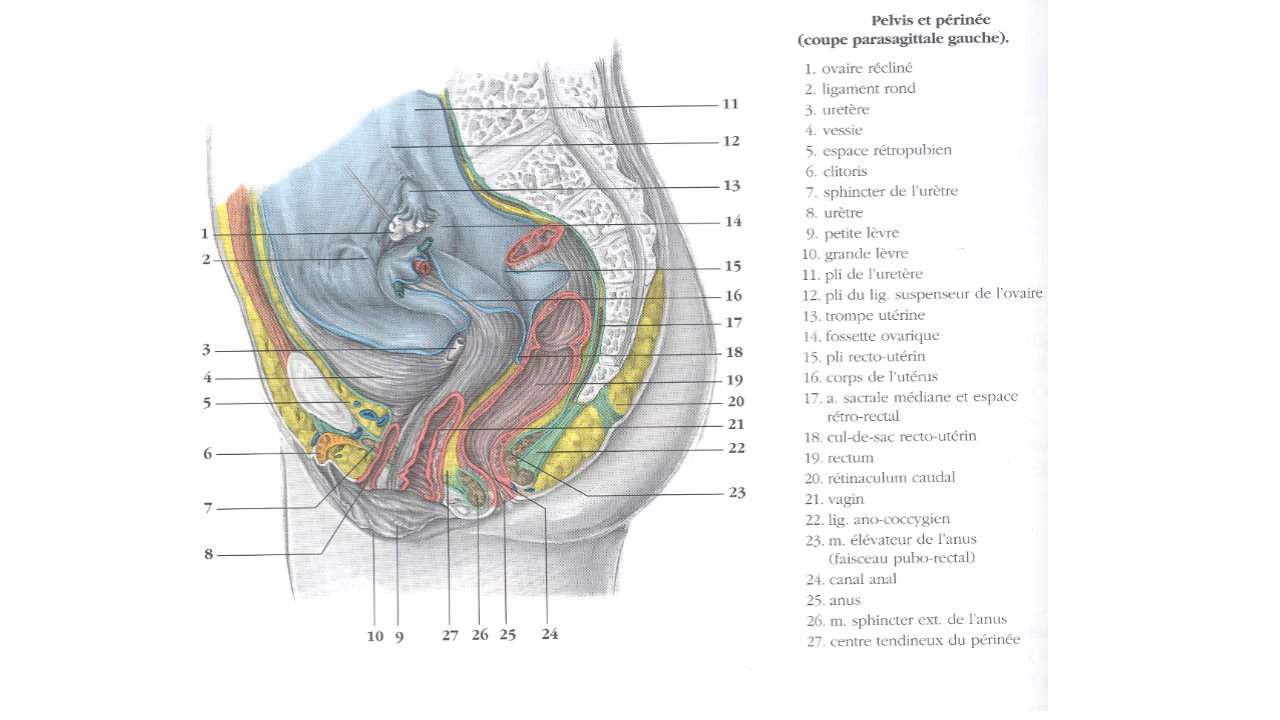 Pelvis et périnée
(coupe parasagittale gauche).
1. ovaire récliné
2. ligament rond
3. uretère
4. vessie
5. espace rétropubien
6. clitoris
7. sphincter de l'urètre
8. urètre
9. petite lèvre
10. grande lèvre
11. pli de l'uretère
12. pli du lig. suspenseur de l'ovaire
13. trompe utérine
14. fossette ovarique
15. pli recto-utérin
16. corps de l'utérus
17. a. sacrale médiane et espace
rétro-rectal
18. cul-de-sac recto-utérin
19. rectum
20. rétinaculum caudal
21. vagin
22. lig. ano-coccygien
23. m. élévateur de l'anus
(faisceau pubo-rectal)
24. canal anal
25. anus
26. m. sphincter ext. de l'anus
27. centre tendineux du périnée
1
2
3
4
5
6
7
8
11
12
13
14
15
16
17
18
19
20
21
22
23
10 9 27 26 25 24